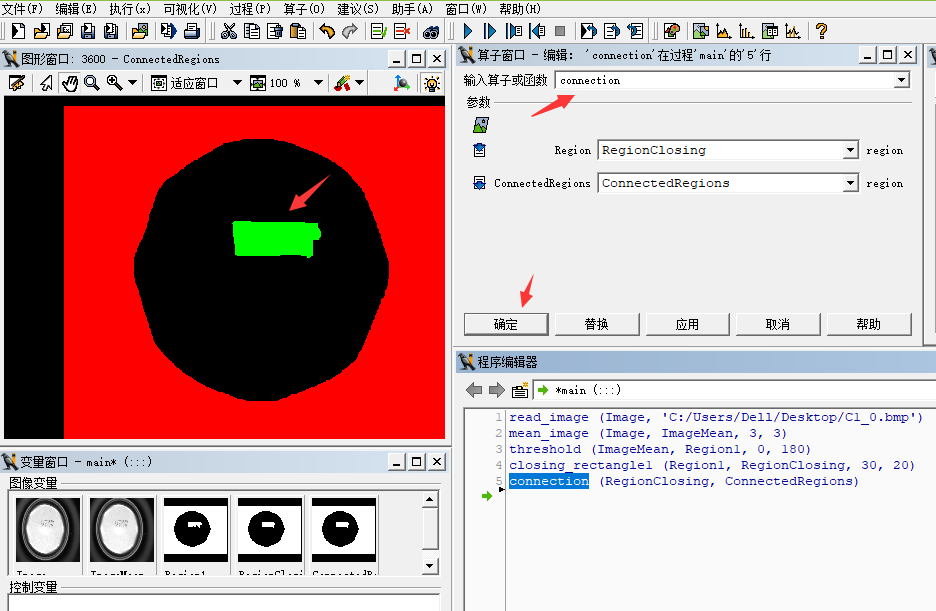 文件(F) 编辑(E) 执行(x) 可视化(V) 过程(P) 算子(O) 建议(S) 助手(A) 窗口(W) 帮助(H)
图形窗口: 3600 - ConnectedRegions
适应窗口 100 %
算子窗口 - 编辑: 'connection'在过程'main'的'5'行
输入算子或函数 connection
参数
Region RegionClosing region
ConnectedRegions ConnectedRegions region
确定 替换 应用 取消 帮助
程序编辑器
*main (:::)
1 read_image (Image, 'C:/Users/Dell/Desktop/C1_0.bmp')
2 mean_image (Image, ImageMean, 3, 3)
3 threshold (ImageMean, Region1, 0, 180)
4 closing_rectangle1 (Region1, RegionClosing, 30, 20)
5 connection (RegionClosing, ConnectedRegions)
变量窗口 - main* (:::)
图像变量
Image ImageMean Region1 RegionClosi ConnectedRe
控制变量